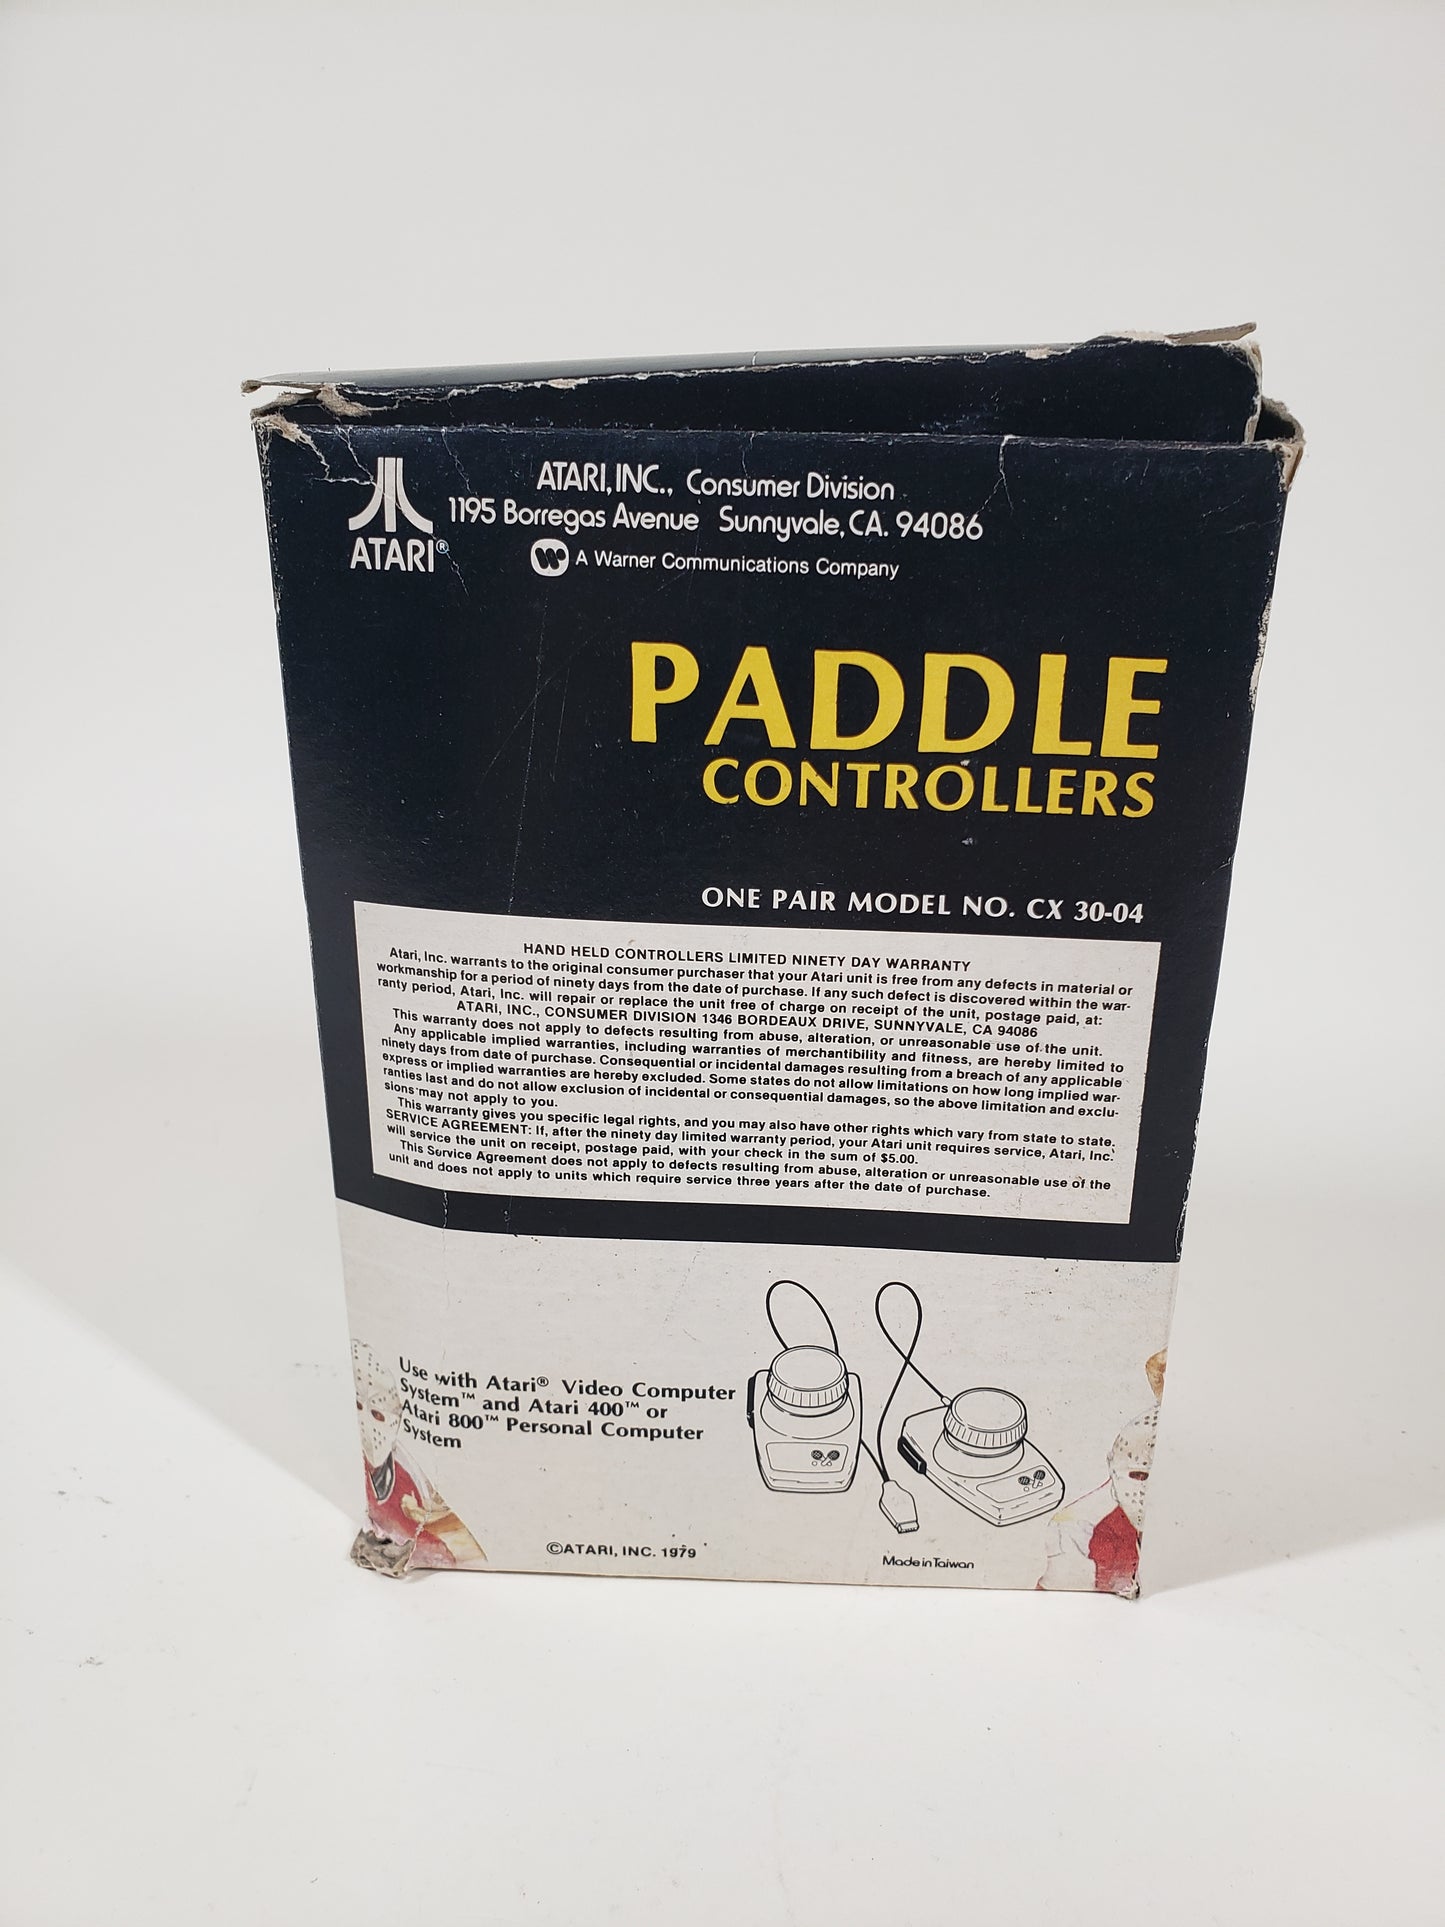 ATARI, INC., Consumer Division
1195 Borregas Avenue Sunnyvale, CA. 94086
ATARI®
A Warner Communications Company
PADDLE
CONTROLLERS
ONE PAIR MODEL NO. CX 30-04
HAND HELD CONTROLLERS LIMITED NINETY DAY WARRANTY
Atari, Inc. warrants to the original consumer purchaser that your Atari unit is free from any defects in material or
workmanship for a period of ninety days from the date of purchase. If any such defect is discovered within the war-
ranty period, Atari, Inc. will repair or replace the unit free of charge on receipt of the unit, postage paid, at:
ATARI, INC., CONSUMER DIVISION 1346 BORDEAUX DRIVE, SUNNYVALE, CA 94086
This warranty does not apply to defects resulting from abuse, alteration, or unreasonable use of the unit.
Any applicable implied warranties, including warranties of merchantibility and fitness, are hereby limited to
ninety days from date of purchase. Consequential or incidental damages resulting from a breach of any applicable
express or implied warranties are hereby excluded. Some states do not allow limitations on how long implied war-
ranties last and do not allow exclusion of incidental or consequential damages, so the above limitation and exclu-
sions may not apply to you.
This warranty gives you specific legal rights, and you may also have other rights which vary from state to state.
SERVICE AGREEMENT: If, after the ninety day limited warranty period, your Atari unit requires service, Atari, Inc.
will service the unit on receipt, postage paid, with your check in the sum of $5.00.
This Service Agreement does not apply to defects resulting from abuse, alteration or unreasonable use of the
unit and does not apply to units which require service three years after the date of purchase.
Use with Atari® Video Computer
System™ and Atari 400™ or
Atari 800™ Personal Computer
System
©ATARI, INC. 1979
Made in Taiwan